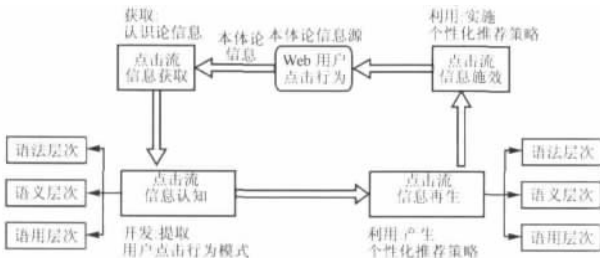 获取:
认识论信息
本体论
信息
本体论信息源
利用:实施
个性化推荐策略
点击流
信息获取
Web 用户
点击行为
点击流
信息施效
语法层次
语义层次
语用层次
点击流
信息认知
点击流
信息再生
语法层次
语义层次
语用层次
开发:提取
用户点击行为模式
利用:产生
个性化推荐策略